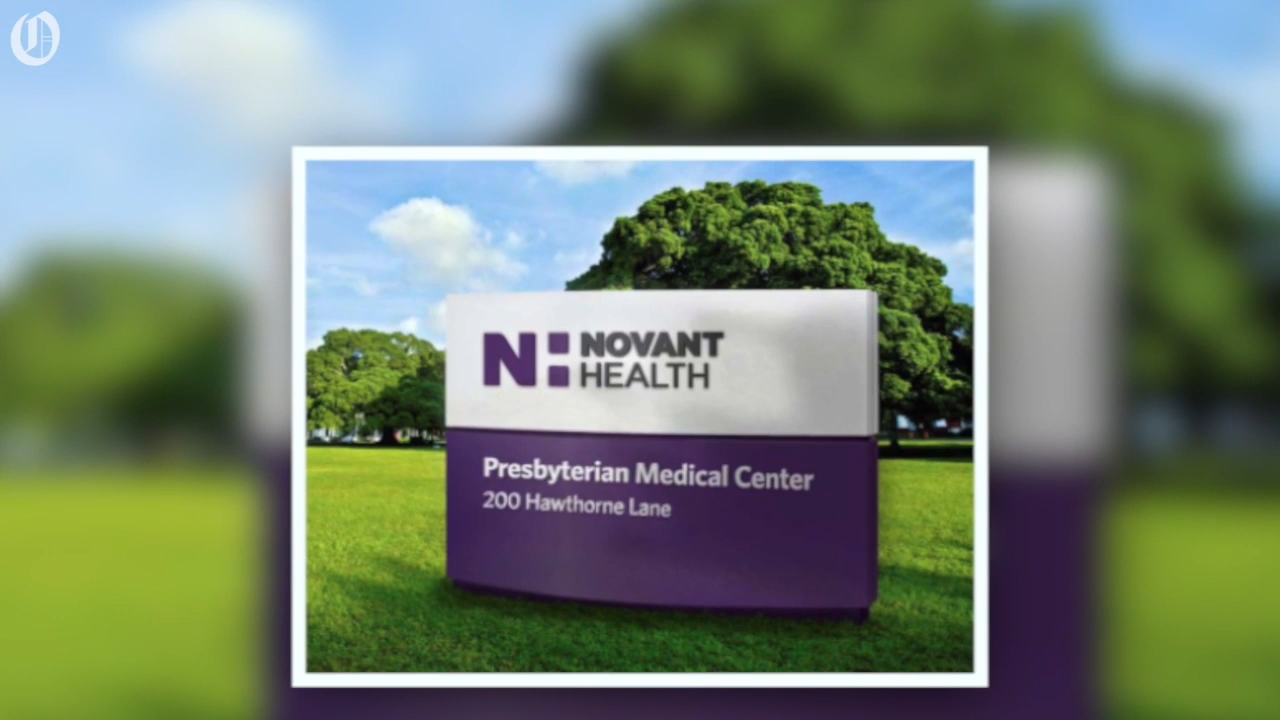 O
N:
NOVANT
HEALTH
Presbyterian Medical Center
200 Hawthorne Lane